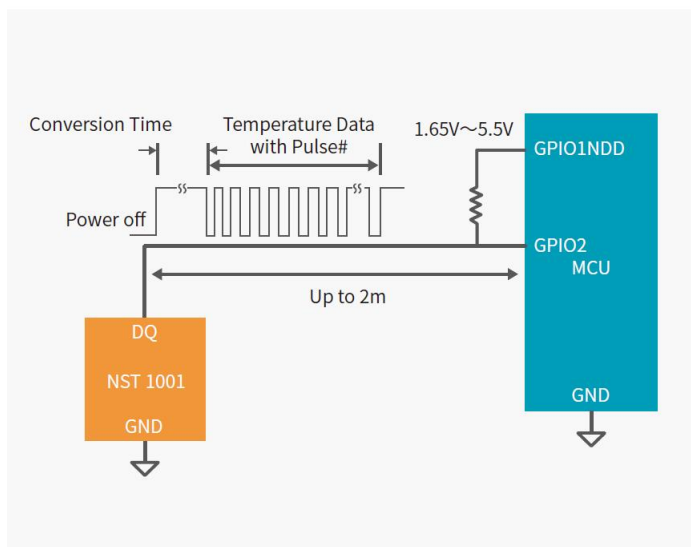 Conversion Time
Temperature Data
with Pulse#
1.65V～5.5V
GPIO1NDD
Power off
GPIO2
MCU
Up to 2m
DQ
NST 1001
GND
GND